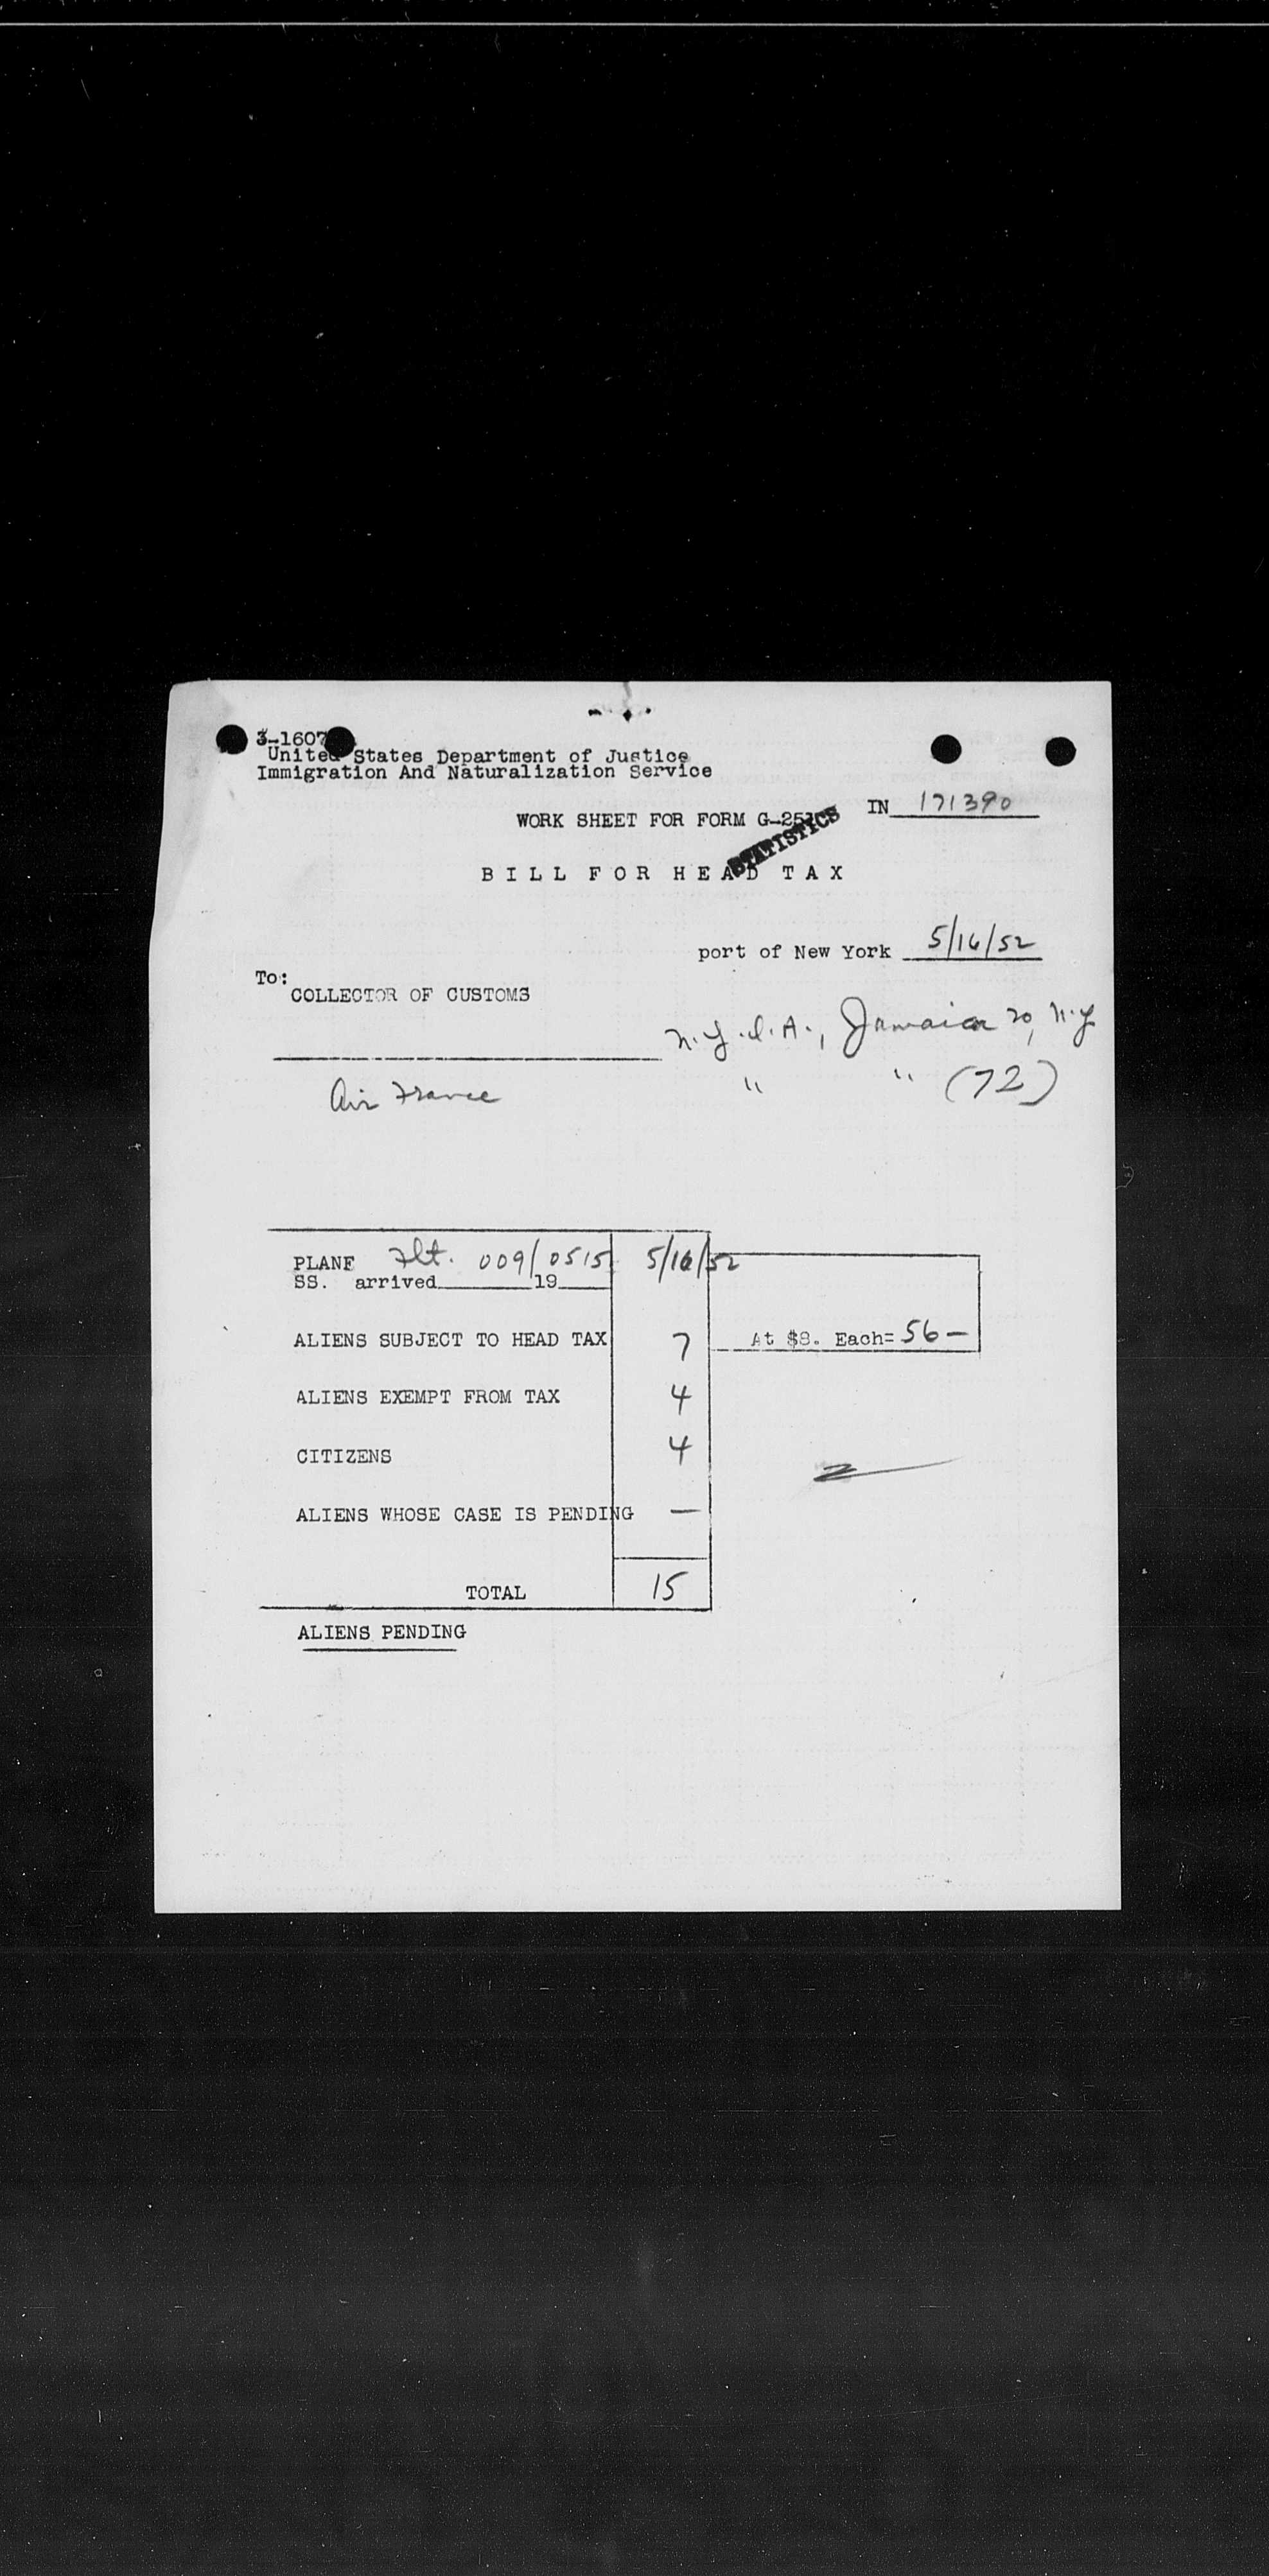 3-1607
United States Department of Justice
Immigration And Naturalization Service
IN 171390
WORK SHEET FOR FORM G-25
STATISTICS
BILL FOR HEAD TAX
port of New York 5/16/52
To:
COLLECTOR OF CUSTOMS
N.Y.I.A., Jamaica 20, N.Y
Air France " " (72)
PLANE Flt. 009/0515 5/16/52
SS. arrived 19
ALIENS SUBJECT TO HEAD TAX 7 At $8. Each= 56 —
ALIENS EXEMPT FROM TAX 4
CITIZENS 4
ALIENS WHOSE CASE IS PENDING —
TOTAL 15
ALIENS PENDING